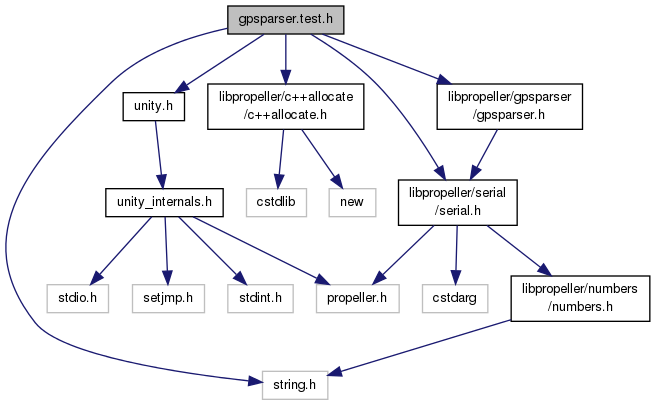 gpsparser.test.h
unity.h
libpropeller/c++allocate
/c++allocate.h
libpropeller/gpsparser
/gpsparser.h
unity_internals.h
cstdlib
new
libpropeller/serial
/serial.h
stdio.h
setjmp.h
stdint.h
propeller.h
cstdarg
libpropeller/numbers
/numbers.h
string.h